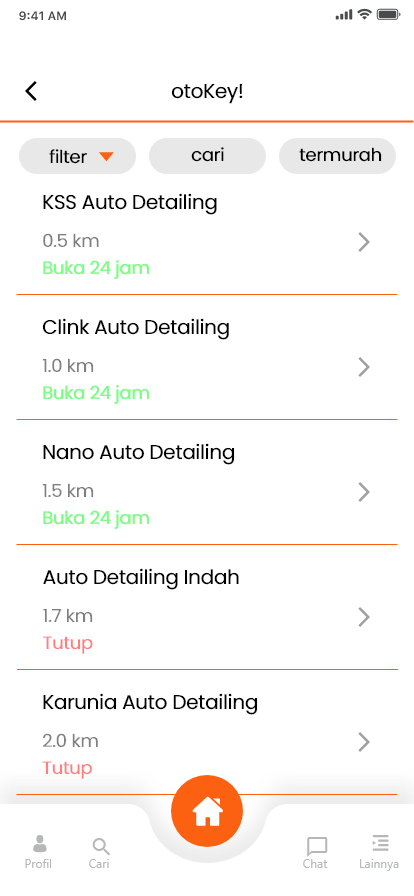 9:41 AM
otoKey!
filter
cari
termurah
KSS Auto Detailing
0.5 km
Buka 24 jam
Clink Auto Detailing
1.0 km
Buka 24 jam
Nano Auto Detailing
1.5 km
Buka 24 jam
Auto Detailing Indah
1.7 km
Tutup
Karunia Auto Detailing
2.0 km
Tutup
Profil
Cari
Chat
Lainnya